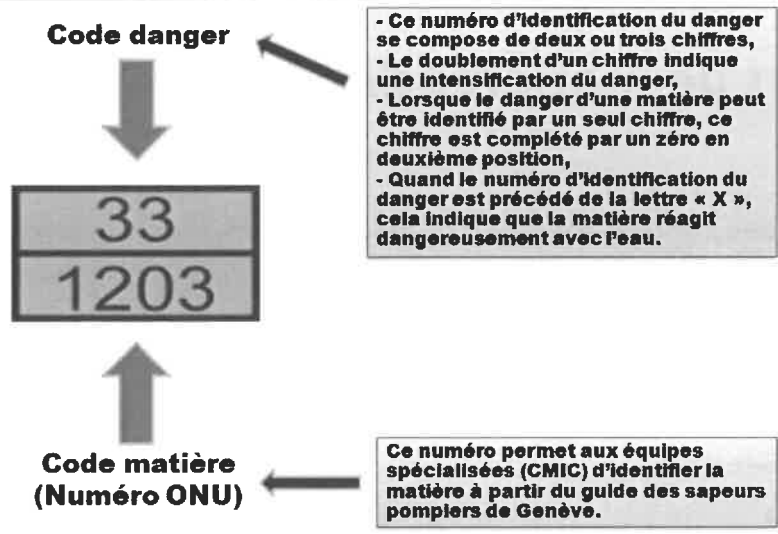 Code danger
- Ce numéro d'identification du danger
se compose de deux ou trois chiffres,
- Le doublement d'un chiffre indique
une intensification du danger,
- Lorsque le danger d'une matière peut
être identifié par un seul chiffre, ce
chiffre est complété par un zéro en
deuxième position,
- Quand le numéro d'identification du
danger est précédé de la lettre « X »,
cela indique que la matière réagit
dangereusement avec l'eau.
33
1203
Code matière
(Numéro ONU)
Ce numéro permet aux équipes
spécialisées (CMIC) d'identifier la
matière à partir du guide des sapeurs
pompiers de Genève.